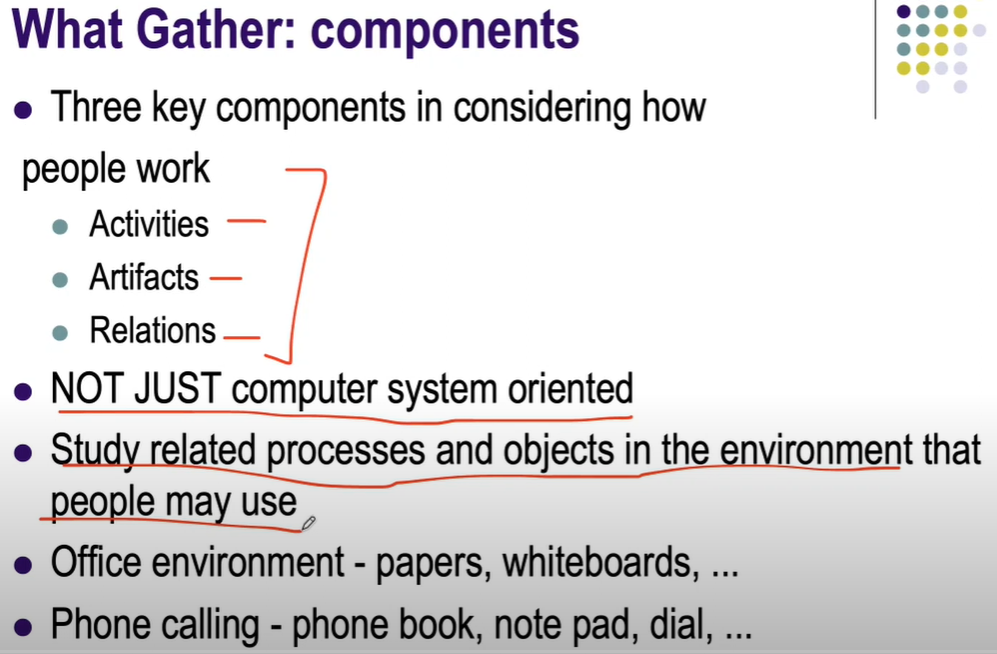 What Gather: components
Three key components in considering how
people work
Activities
Artifacts
Relations
NOT JUST computer system oriented
Study related processes and objects in the environment that
people may use
Office environment - papers, whiteboards, ...
Phone calling - phone book, note pad, dial, ...